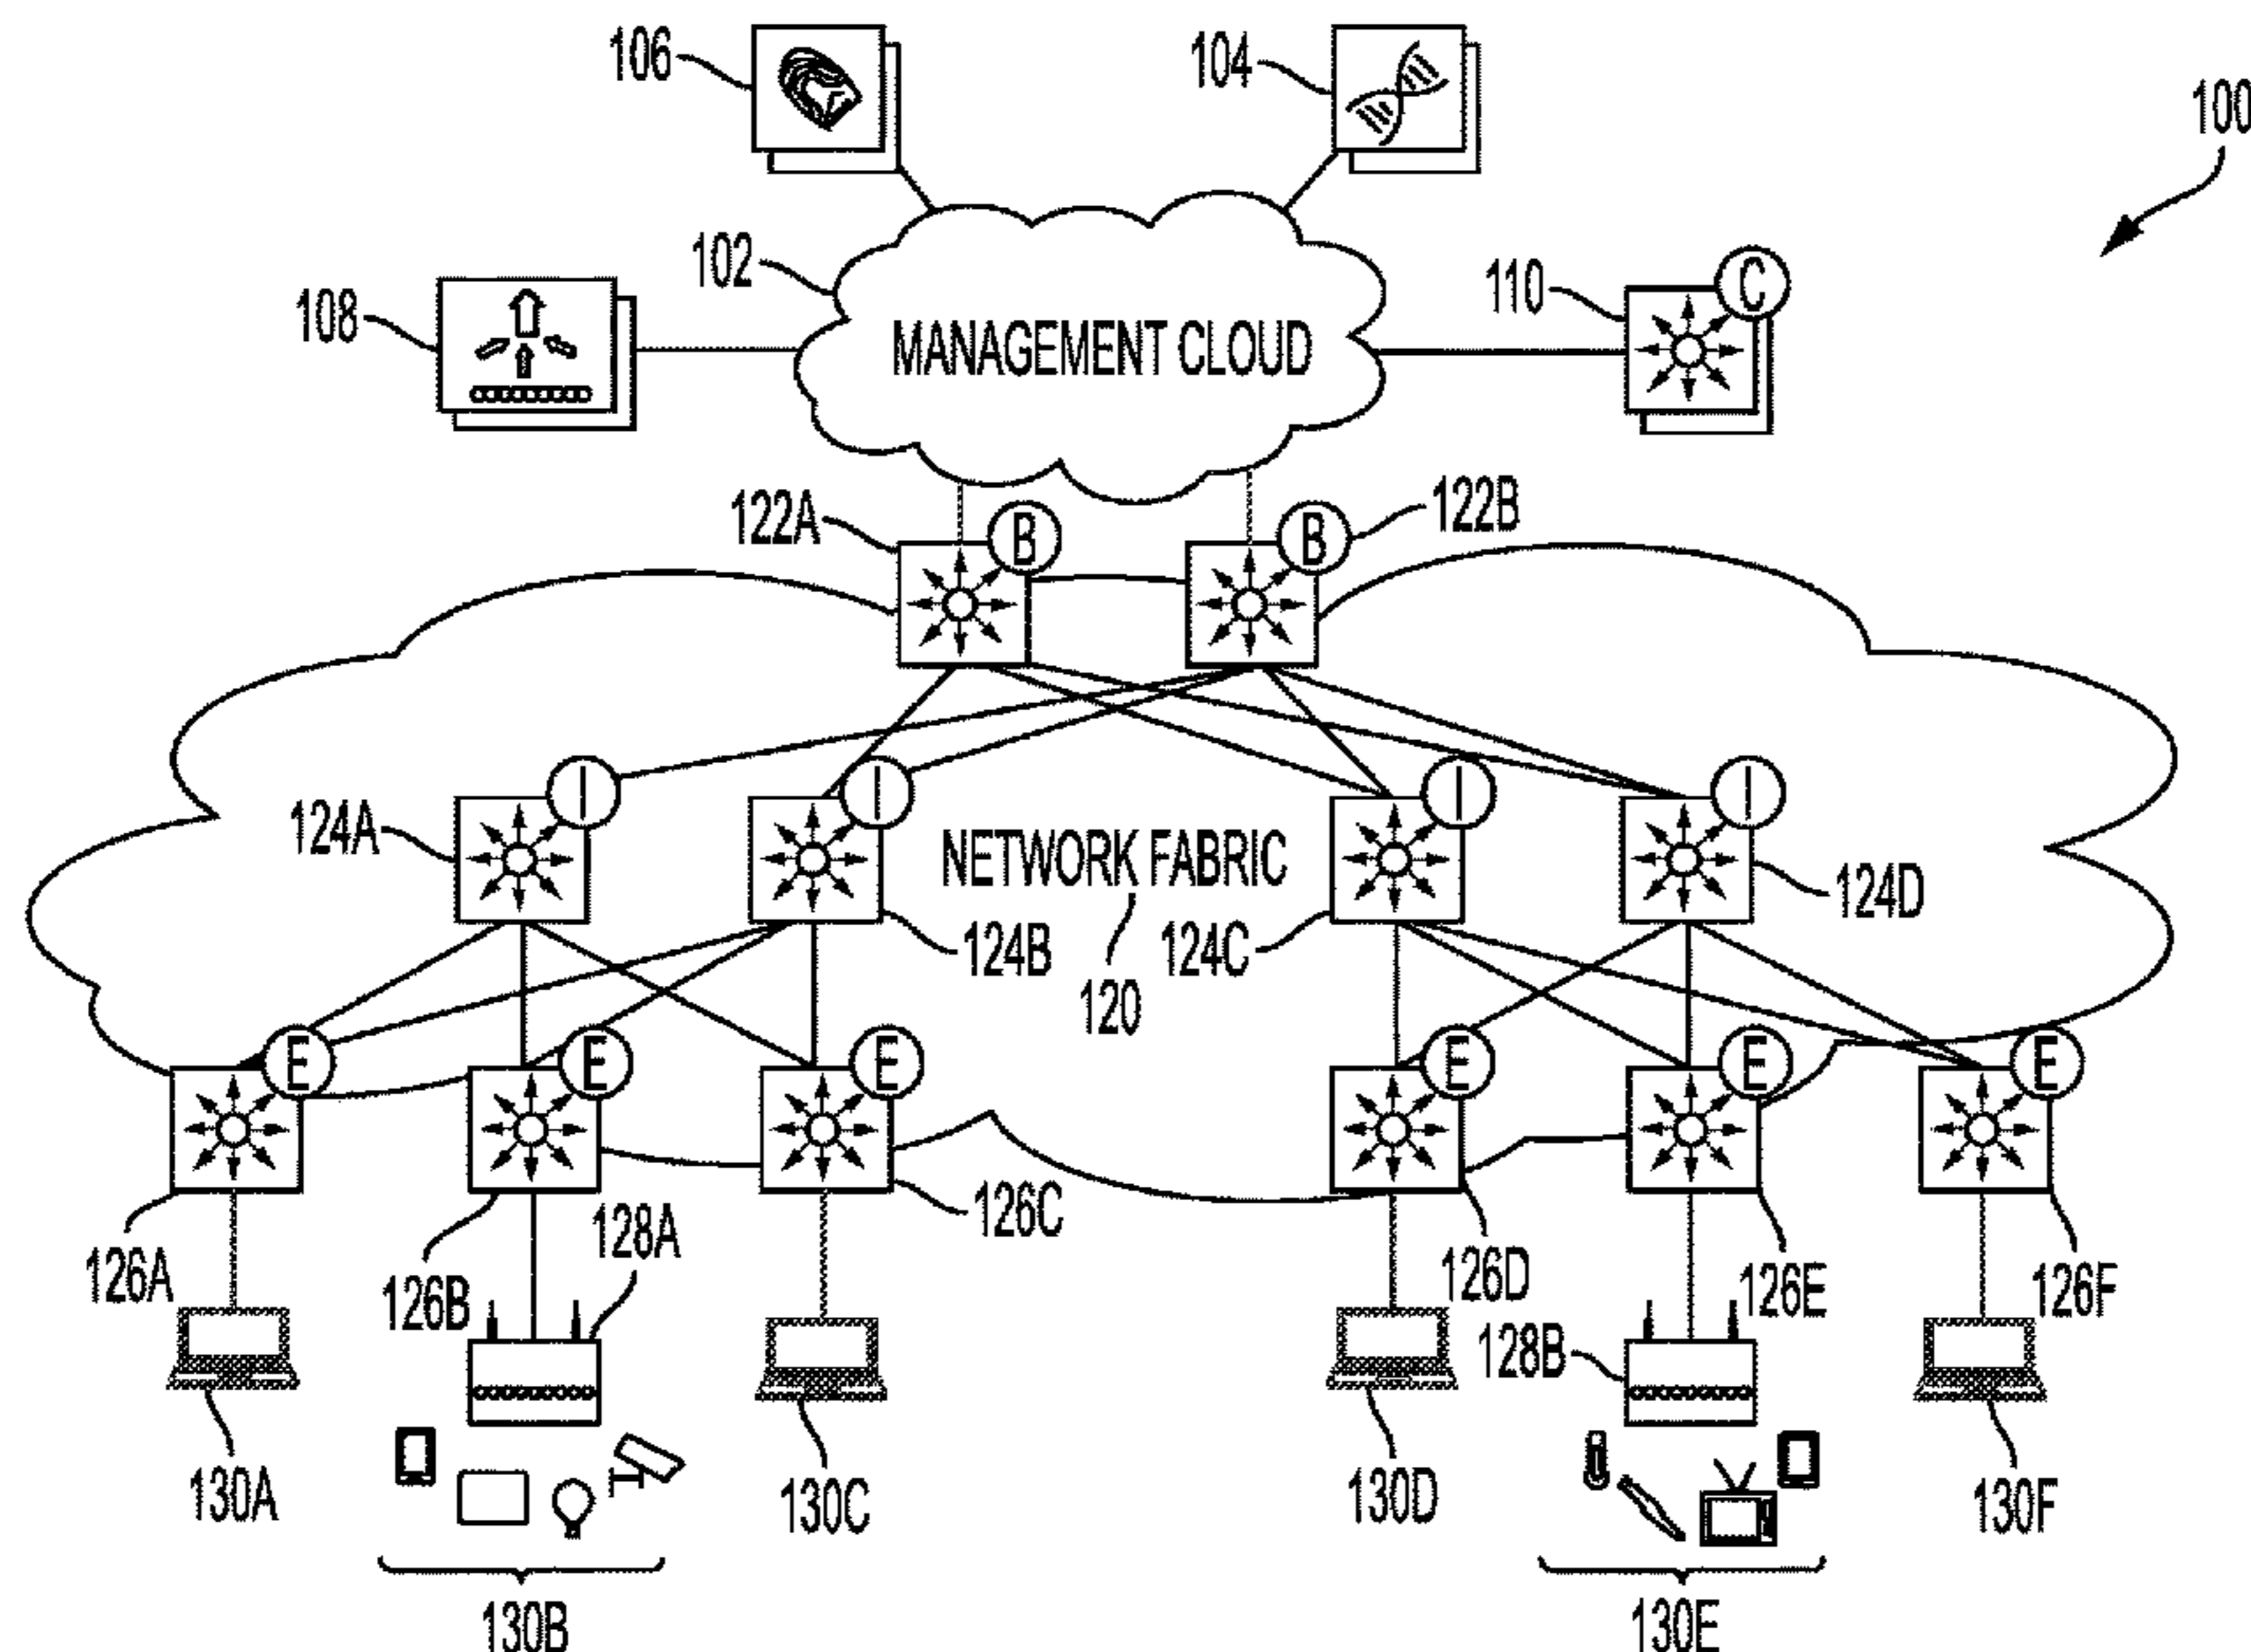 106
104
100
102
108
110
C
MANAGEMENT CLOUD
122A
B
B
122B
I
I
I
I
124A
NETWORK FABRIC
124D
124B
124C
120
E
E
E
E
E
E
126A
126B
128A
126C
126D
126E
126F
128B
130A
130C
130D
130F
130B
130E